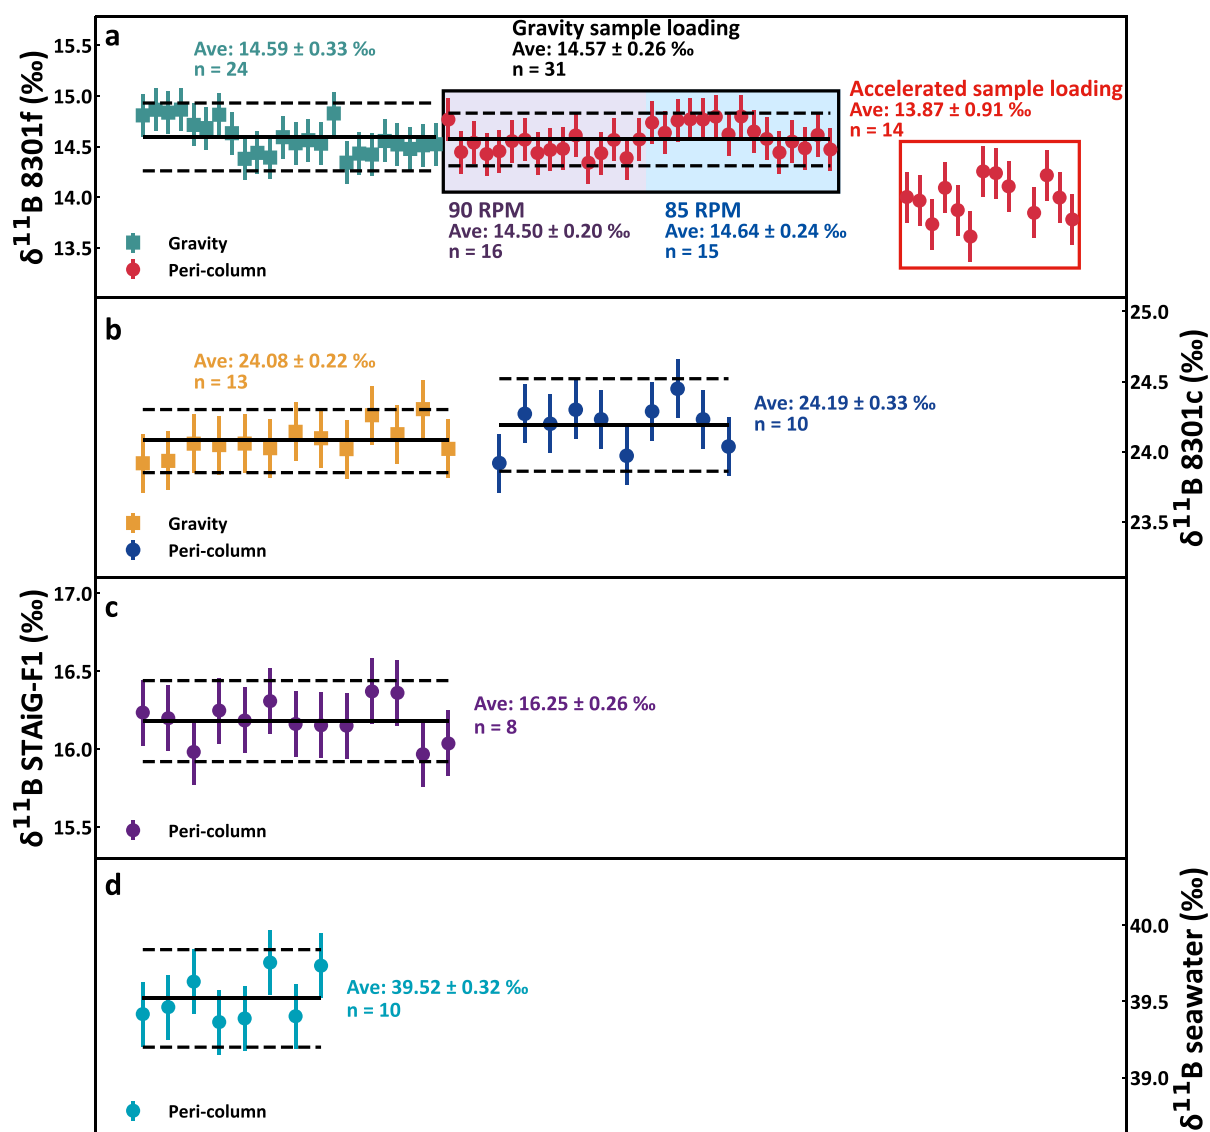 a
Gravity sample loading
Ave: 14.57 ± 0.26 ‰
n = 31
Ave: 14.59 ± 0.33 ‰
n = 24
Accelerated sample loading
Ave: 13.87 ± 0.91 ‰
n = 14
90 RPM
Ave: 14.50 ± 0.20 ‰
n = 16
85 RPM
Ave: 14.64 ± 0.24 ‰
n = 15
Gravity
Peri-column
15.5
15.0
14.5
14.0
13.5
δ¹¹B 8301f (‰)
b
Ave: 24.08 ± 0.22 ‰
n = 13
Ave: 24.19 ± 0.33 ‰
n = 10
Gravity
Peri-column
25.0
24.5
24.0
23.5
δ¹¹B 8301c (‰)
c
Ave: 16.25 ± 0.26 ‰
n = 8
Peri-column
17.0
16.5
16.0
15.5
δ¹¹B STAiG-F1 (‰)
d
Ave: 39.52 ± 0.32 ‰
n = 10
Peri-column
40.0
39.5
39.0
δ¹¹B seawater (‰)